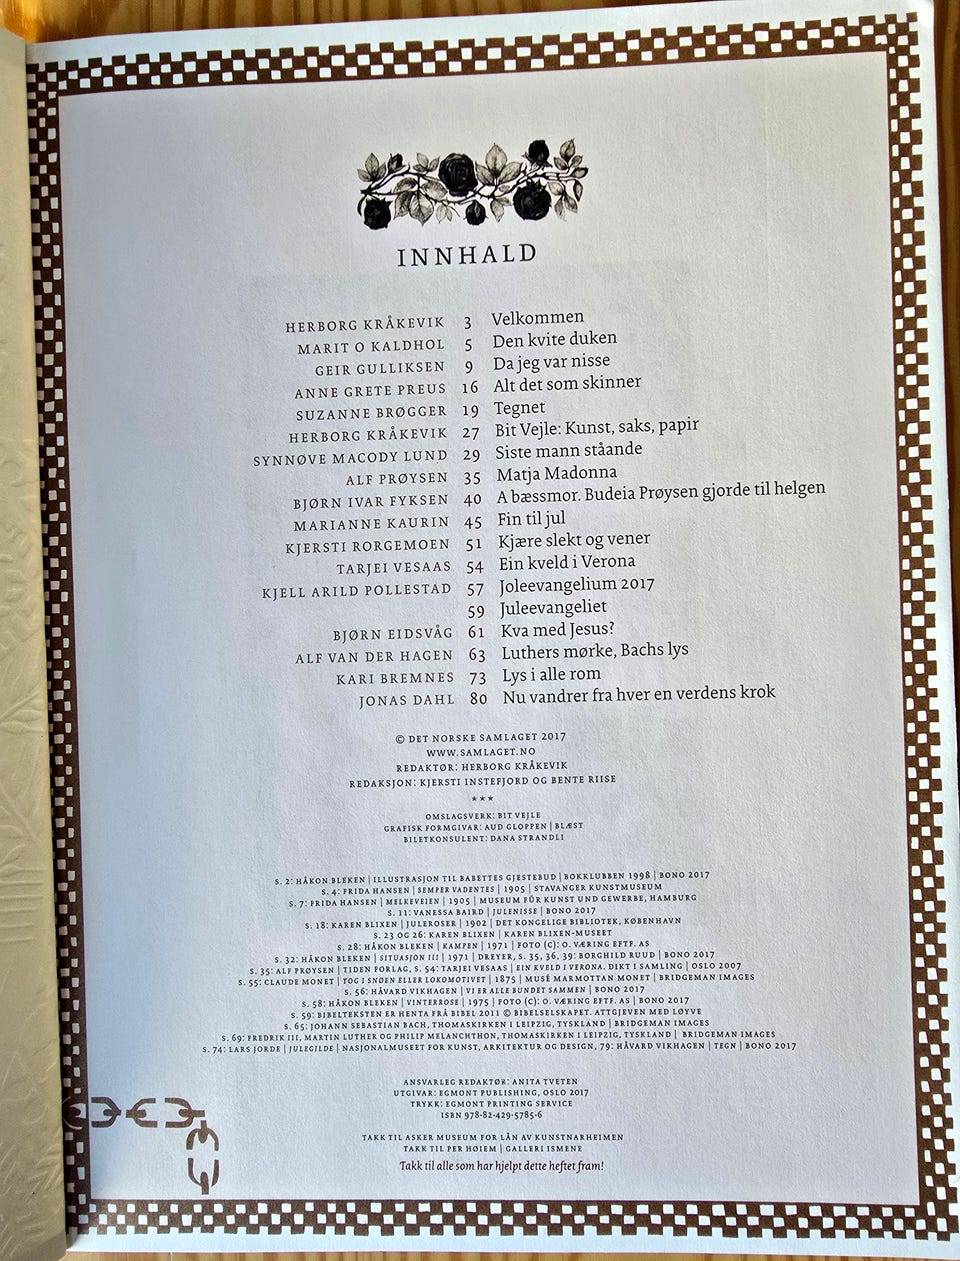 INNHALD
HERBORG KRÅKEVIK 3 Velkommen
MARIT O KALDHOL 5 Den kvite duken
GEIR GULLIKSEN 9 Da jeg var nisse
ANNE GRETE PREUS 16 Alt det som skinner
SUZANNE BRØGGER 19 Tegnet
HERBORG KRÅKEVIK 27 Bit Vejle: Kunst, saks, papir
SYNNØVE MACODY LUND 29 Siste mann ståande
ALF PRØYSEN 35 Matja Madonna
BJØRN IVAR FYKSEN 40 A bæssmor. Budeia Prøysen gjorde til helgen
MARIANNE KAURIN 45 Fin til jul
KJERSTI RORGEMOEN 51 Kjære slekt og vener
TARJEI VESAAS 54 Ein kveld i Verona
KJELL ARILD POLLESTAD 57 Joleevangelium 2017
59 Juleevangeliet
BJØRN EIDSVÅG 61 Kva med Jesus?
ALF VAN DER HAGEN 63 Luthers mørke, Bachs lys
KARI BREMNES 73 Lys i alle rom
JONAS DAHL 80 Nu vandrer fra hver en verdens krok
© DET NORSKE SAMLAGET 2017
WWW.SAMLAGET.NO
REDAKTØR: HERBORG KRÅKEVIK
REDAKSJON: KJERSTI INSTEFJORD OG BENTE RIISE
***
OMSLAGSVERK: BIT VEJLE
GRAFISK FORMGIVAR: AUD GLOPPEN | BLÆST
BILETKONSULENT: DANA STRANDLI
S. 2: HÅKON BLEKEN | ILLUSTRASJON TIL BABETTES GJESTEBUD | BOKKLUBBEN 1998 | BONO 2017
S. 4: FRIDA HANSEN | SEMPER VADENTES | 1905 | STAVANGER KUNSTMUSEUM
S. 7: FRIDA HANSEN | MELKEVEIEN | 1905 | MUSEUM FÜR KUNST UND GEWERBE, HAMBURG
S. 11: VANESSA BAIRD | JULENISSE | BONO 2017
S. 18: KAREN BLIXEN | JULEROSER | 1902 | DET KONGELIGE BIBLIOTEK, KØBENHAVN
S. 23 OG 26: KAREN BLIXEN | KAREN BLIXEN-MUSEET
S. 28: HÅKON BLEKEN | KAMPEN | 1971 | FOTO (C): O. VÆRING EFTF. AS
S. 32: HÅKON BLEKEN | SITUASJON III | 1971 | DREYER, S. 35, 36, 39: BORGHILD RUUD | BONO 2017
S. 35: ALF PRØYSEN | TIDEN FORLAG, S. 54: TARJEI VESAAS | EIN KVELD I VERONA. DIKT I SAMLING | OSLO 2007
S. 55: CLAUDE MONET | TOG I SNØEN ELLER LOKOMOTIVET | 1875 | MUSÉ MARMOTTAN MONET | BRIDGEMAN IMAGES
S. 56: HÅVARD VIKHAGEN | VI ER ALLE BUNDET SAMMEN | BONO 2017
S. 58: HÅKON BLEKEN | VINTERROSE | 1975 | FOTO (C): O. VÆRING EFTF. AS | BONO 2017
S. 59: BIBELTEKSTEN ER HENTA FRÅ BIBEL 2011 © BIBELSELSKAPET. ATTGJEVEN MED LØYVE
S. 65: JOHANN SEBASTIAN BACH, THOMASKIRKEN I LEIPZIG, TYSKLAND | BRIDGEMAN IMAGES
S. 69: FREDRIK III, MARTIN LUTHER OG PHILIP MELANCHTHON, THOMASKIRKEN I LEIPZIG, TYSKLAND | BRIDGEMAN IMAGES
S. 74: LARS JORDE | JULEGILDE | NASJONALMUSEET FOR KUNST, ARKITEKTUR OG DESIGN, 79: HÅVARD VIKHAGEN | TEGN | BONO 2017
ANSVARLEG REDAKTØR: ANITA TVETEN
UTGIVAR: EGMONT PUBLISHING, OSLO 2017
TRYKK: EGMONT PRINTING SERVICE
ISBN 978-82-429-5785-6
TAKK TIL ASKER MUSEUM FOR LÅN AV KUNSTNARHEIMEN
TAKK TIL PER HØIEM | GALLERI ISMENE
Takk til alle som har hjelpt dette heftet fram!